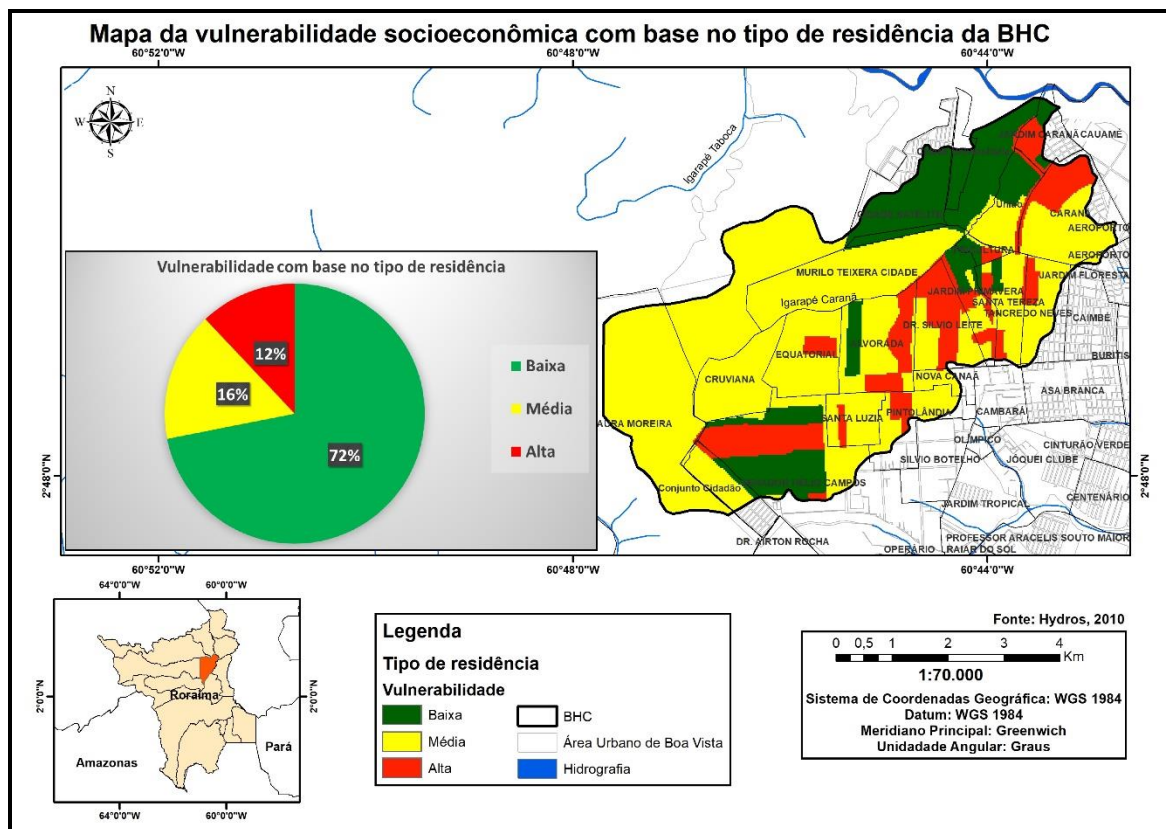 Mapa da vulnerabilidade socioeconômica com base no tipo de residência da BHC
60°52'0"W
60°48'0"W
60°44'0"W
N
W
E
S
Igarapé Taboca
JARDIM CARANÃ
CAUAMÉ
União
CARANÃ
AEROPORTO
AEROPORTO
JARDIM FLORESTA
MURILO TEIXERA CIDADE
Igarapé Caranã
JARDIM PRIMAVERA
SANTA TEREZA
TANCREDO NEVES
CAIMBÉ
DR. SILVIO LEITE
ALVORADA
EQUATORIAL
BURITIS
CRUVIANA
NOVA CANAÃ
ASA BRANCA
AURA MOREIRA
SANTA LUZIA
PINTOLÂNDIA
CAMBARÁ
OLÍMPICO
CINTURÃO VERDE
SILVIO BOTELHO
JÓQUEI CLUBE
Conjunto Cidadão
CAMPOS
CENTENÁRIO
JARDIM TROPICAL
DR. AIRTON ROCHA
PROFESSOR ARACELIS SOUTO MAIOR
OPERÁRIO
RAIAR DO SOL
2°48'0"N
2°48'0"N
Vulnerabilidade com base no tipo de residência
12%
16%
72%
Baixa
Média
Alta
60°52'0"W
60°48'0"W
60°44'0"W
64°0'0"W
60°0'0"W
2°0'0"N
2°0'0"N
Roraima
Amazonas
Pará
64°0'0"W
60°0'0"W
Legenda
Tipo de residência
Vulnerabilidade
Baixa
Média
Alta
BHC
Área Urbano de Boa Vista
Hidrografia
Fonte: Hydros, 2010
0 0,5 1 2 3 4
Km
1:70.000
Sistema de Coordenadas Geográfica: WGS 1984
Datum: WGS 1984
Meridiano Principal: Greenwich
Unidadade Angular: Graus